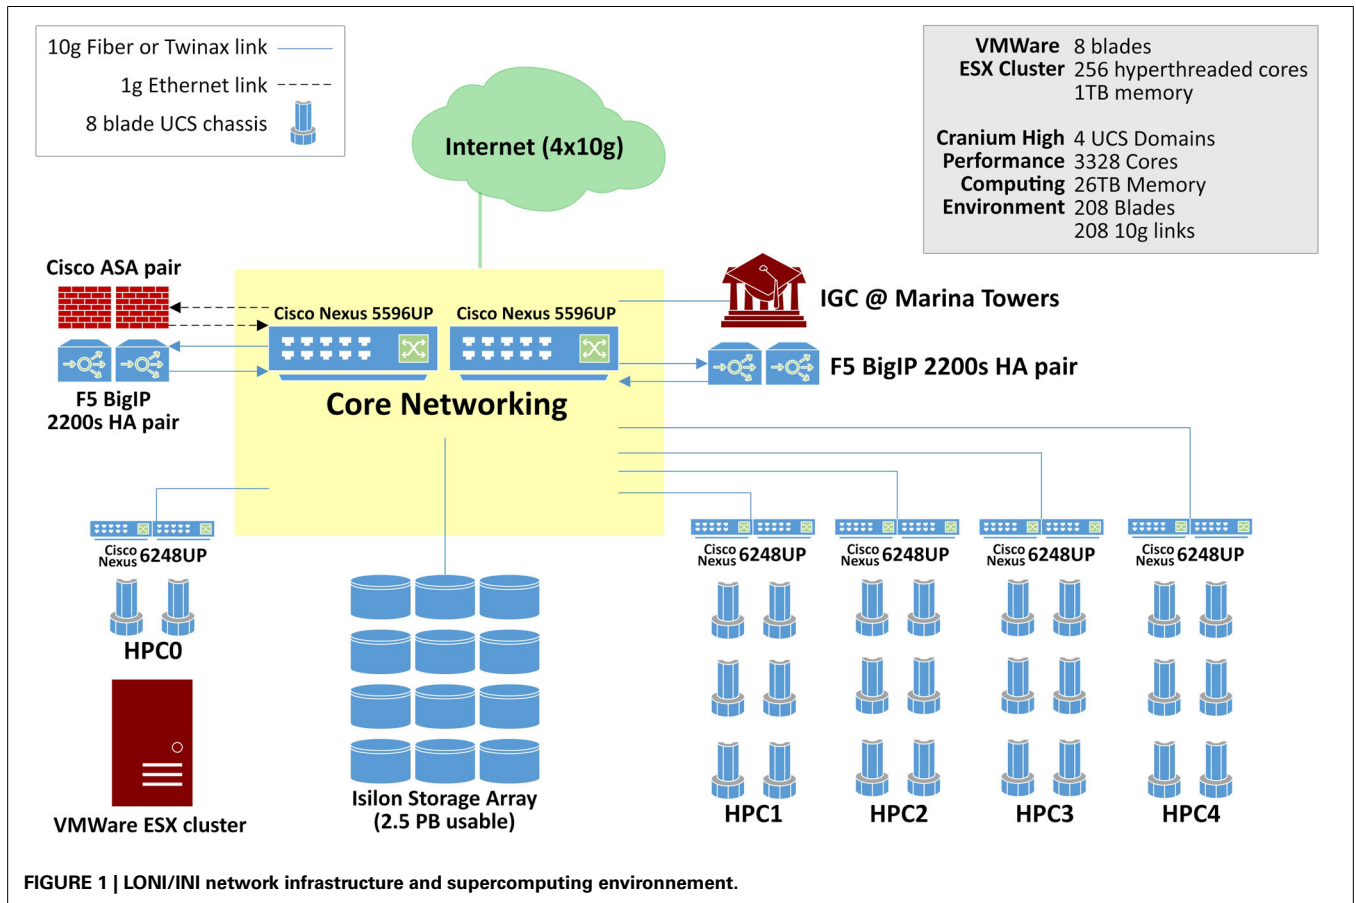 10g Fiber or Twinax link
1g Ethernet link
8 blade UCS chassis
Internet (4x10g)
VMWare 8 blades
ESX Cluster 256 hyperthreaded cores
1TB memory
Cranium High 4 UCS Domains
Performance 3328 Cores
Computing 26TB Memory
Environment 208 Blades
208 10g links
Cisco ASA pair
Cisco Nexus 5596UP
Cisco Nexus 5596UP
IGC @ Marina Towers
F5 BigIP
2200s HA pair
F5 BigIP 2200s HA pair
Core Networking
Cisco
Nexus 6248UP
HPC0
VMWare ESX cluster
Isilon Storage Array
(2.5 PB usable)
Cisco
Nexus 6248UP
Cisco
Nexus 6248UP
Cisco
Nexus 6248UP
Cisco
Nexus 6248UP
HPC1
HPC2
HPC3
HPC4
FIGURE 1 | LONI/INI network infrastructure and supercomputing environnement.